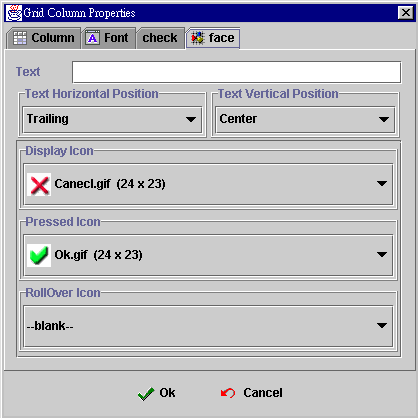 Grid Column Properties
Column Font check face
Text
Text Horizontal Position Text Vertical Position
Trailing Center
Display Icon
Canecl.gif (24 x 23)
Pressed Icon
Ok.gif (24 x 23)
RollOver Icon
--blank--
Ok Cancel